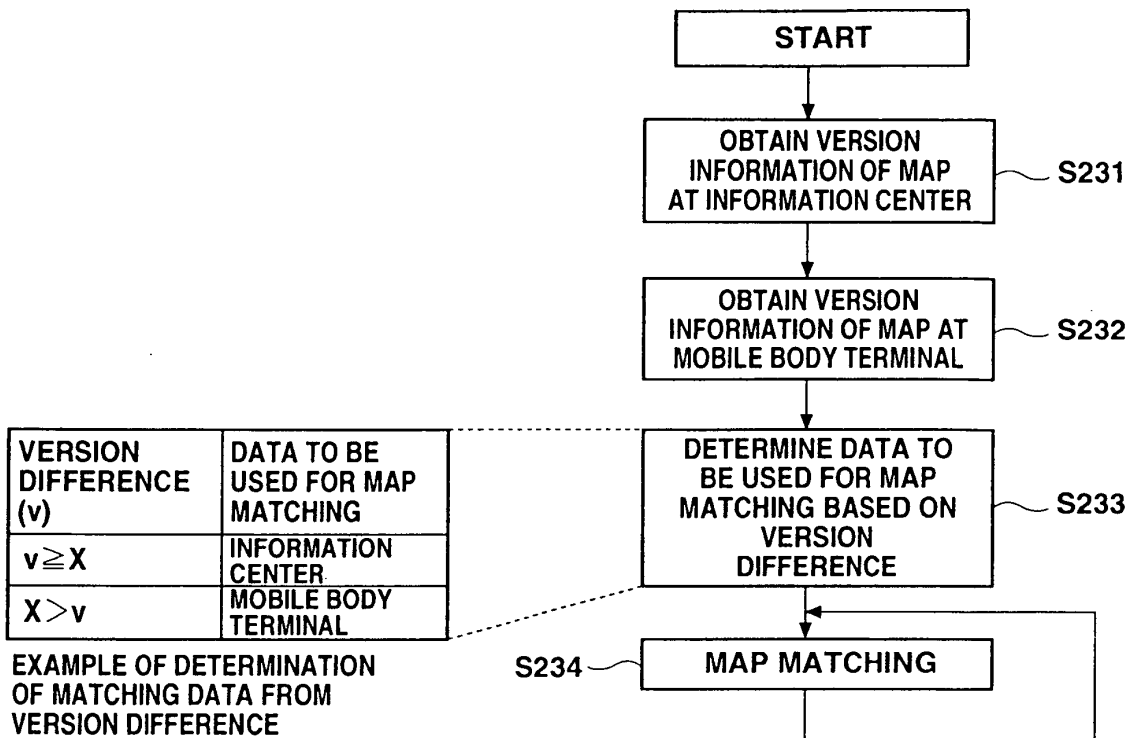 START
OBTAIN VERSION
INFORMATION OF MAP
AT INFORMATION CENTER
S231
OBTAIN VERSION
INFORMATION OF MAP AT
MOBILE BODY TERMINAL
S232
DETERMINE DATA TO
BE USED FOR MAP
MATCHING BASED ON
VERSION
DIFFERENCE
S233
VERSION
DIFFERENCE
(v)
DATA TO BE
USED FOR MAP
MATCHING
v≧X
INFORMATION
CENTER
X>v
MOBILE BODY
TERMINAL
EXAMPLE OF DETERMINATION
OF MATCHING DATA FROM
VERSION DIFFERENCE
S234
MAP MATCHING